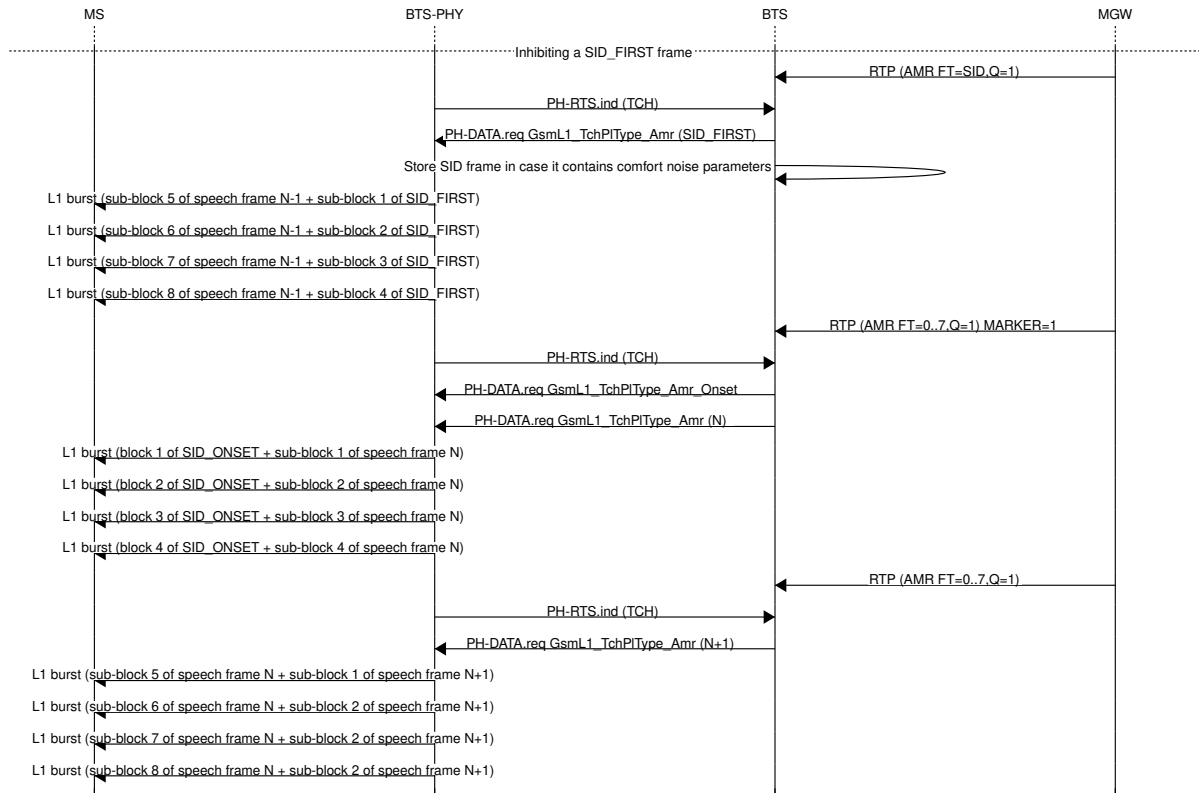 MS BTS-PHY BTS MGW
Inhibiting a SID_FIRST frame
RTP (AMR FT=SID,Q=1)
PH-RTS.ind (TCH)
PH-DATA.req GsmL1_TchPlType_Amr (SID_FIRST)
Store SID frame in case it contains comfort noise parameters
L1 burst (sub-block 5 of speech frame N-1 + sub-block 1 of SID_FIRST)
L1 burst (sub-block 6 of speech frame N-1 + sub-block 2 of SID_FIRST)
L1 burst (sub-block 7 of speech frame N-1 + sub-block 3 of SID_FIRST)
L1 burst (sub-block 8 of speech frame N-1 + sub-block 4 of SID_FIRST)
RTP (AMR FT=0..7,Q=1) MARKER=1
PH-RTS.ind (TCH)
PH-DATA.req GsmL1_TchPlType_Amr_Onset
PH-DATA.req GsmL1_TchPlType_Amr (N)
L1 burst (block 1 of SID_ONSET + sub-block 1 of speech frame N)
L1 burst (block 2 of SID_ONSET + sub-block 2 of speech frame N)
L1 burst (block 3 of SID_ONSET + sub-block 3 of speech frame N)
L1 burst (block 4 of SID_ONSET + sub-block 4 of speech frame N)
RTP (AMR FT=0..7,Q=1)
PH-RTS.ind (TCH)
PH-DATA.req GsmL1_TchPlType_Amr (N+1)
L1 burst (sub-block 5 of speech frame N + sub-block 1 of speech frame N+1)
L1 burst (sub-block 6 of speech frame N + sub-block 2 of speech frame N+1)
L1 burst (sub-block 7 of speech frame N + sub-block 2 of speech frame N+1)
L1 burst (sub-block 8 of speech frame N + sub-block 2 of speech frame N+1)